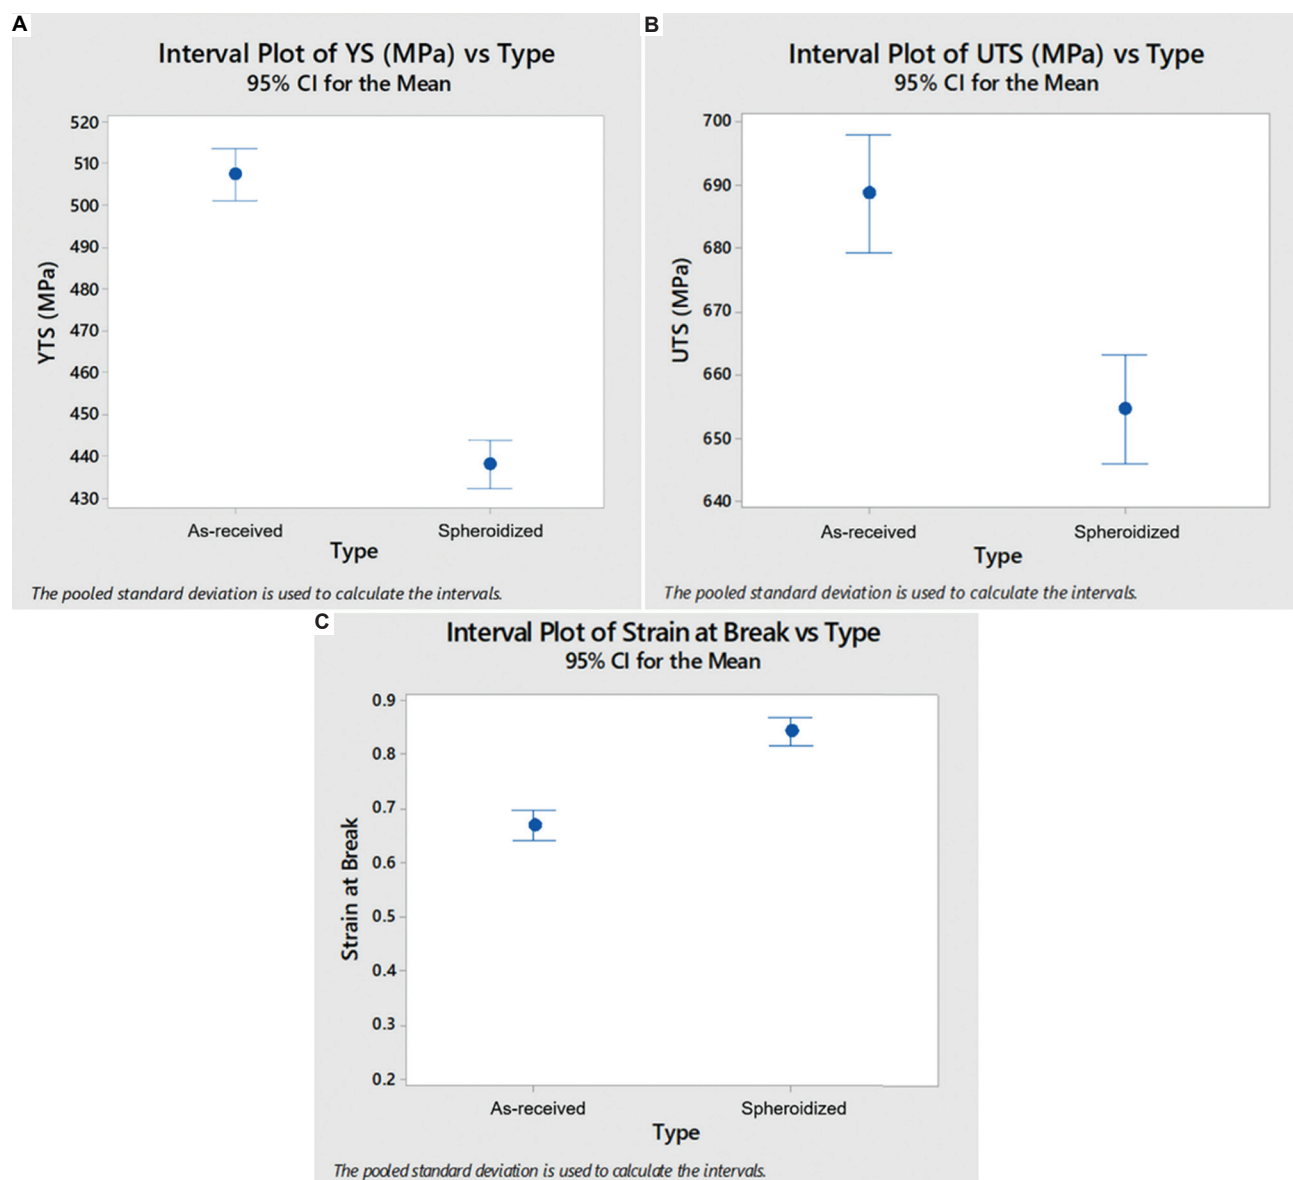 A
Interval Plot of YS (MPa) vs Type
95% CI for the Mean
520
510
500
490
480
470
460
450
440
430
YTS (MPa)
As-received
Spheroidized
Type
The pooled standard deviation is used to calculate the intervals.
B
Interval Plot of UTS (MPa) vs Type
95% CI for the Mean
700
690
680
670
660
650
640
UTS (MPa)
As-received
Spheroidized
Type
The pooled standard deviation is used to calculate the intervals.
C
Interval Plot of Strain at Break vs Type
95% CI for the Mean
0.9
0.8
0.7
0.6
0.5
0.4
0.3
0.2
Strain at Break
As-received
Spheroidized
Type
The pooled standard deviation is used to calculate the intervals.